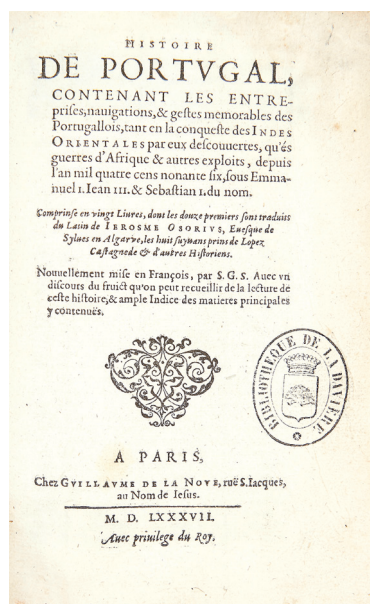 HISTOIRE
DE PORTVGAL,
CONTENANT LES ENTRE-
priſes, nauigations, & geſtes memorables des
Portugallois, tant en la conqueſte des INDES
ORIENTALES par eux deſcouuertes, qu'és
guerres d'Afrique & autres exploits, depuis
l'an mil quatre cens nonante ſix, ſous Emma-
nuel I. Iean III. & Sebaſtian I. du nom.
Comprinſe en vingt Liures, dont les douze premiers ſont traduits
du Latin de IEROSME OSORIVS, Eueſque de
Sylues en Algarve, les huit ſuyuans prins de Lopez
Caſtagnede & d'autres Hiſtoriens.
Nouuellement miſe en François, par S. G. S. Auec vn
diſcours du fruict qu'on peut recueillir de la lecture de
ceſte hiſtoire, & ample Indice des matieres principales
y contenuës.
BIBLIOTHEQUE DE LA DAVIERE
A PARIS,
Chez GVILLAVME DE LA NOVE, ruë S. Iacques,
au Nom de Ieſus.
M. D. LXXXVII.
Auec priuilege du Roy.